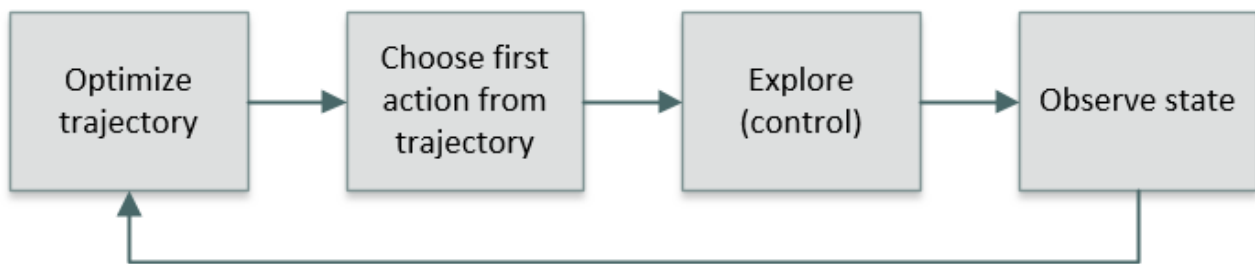 Optimize
trajectory
Choose first
action from
trajectory
Explore
(control)
Observe state